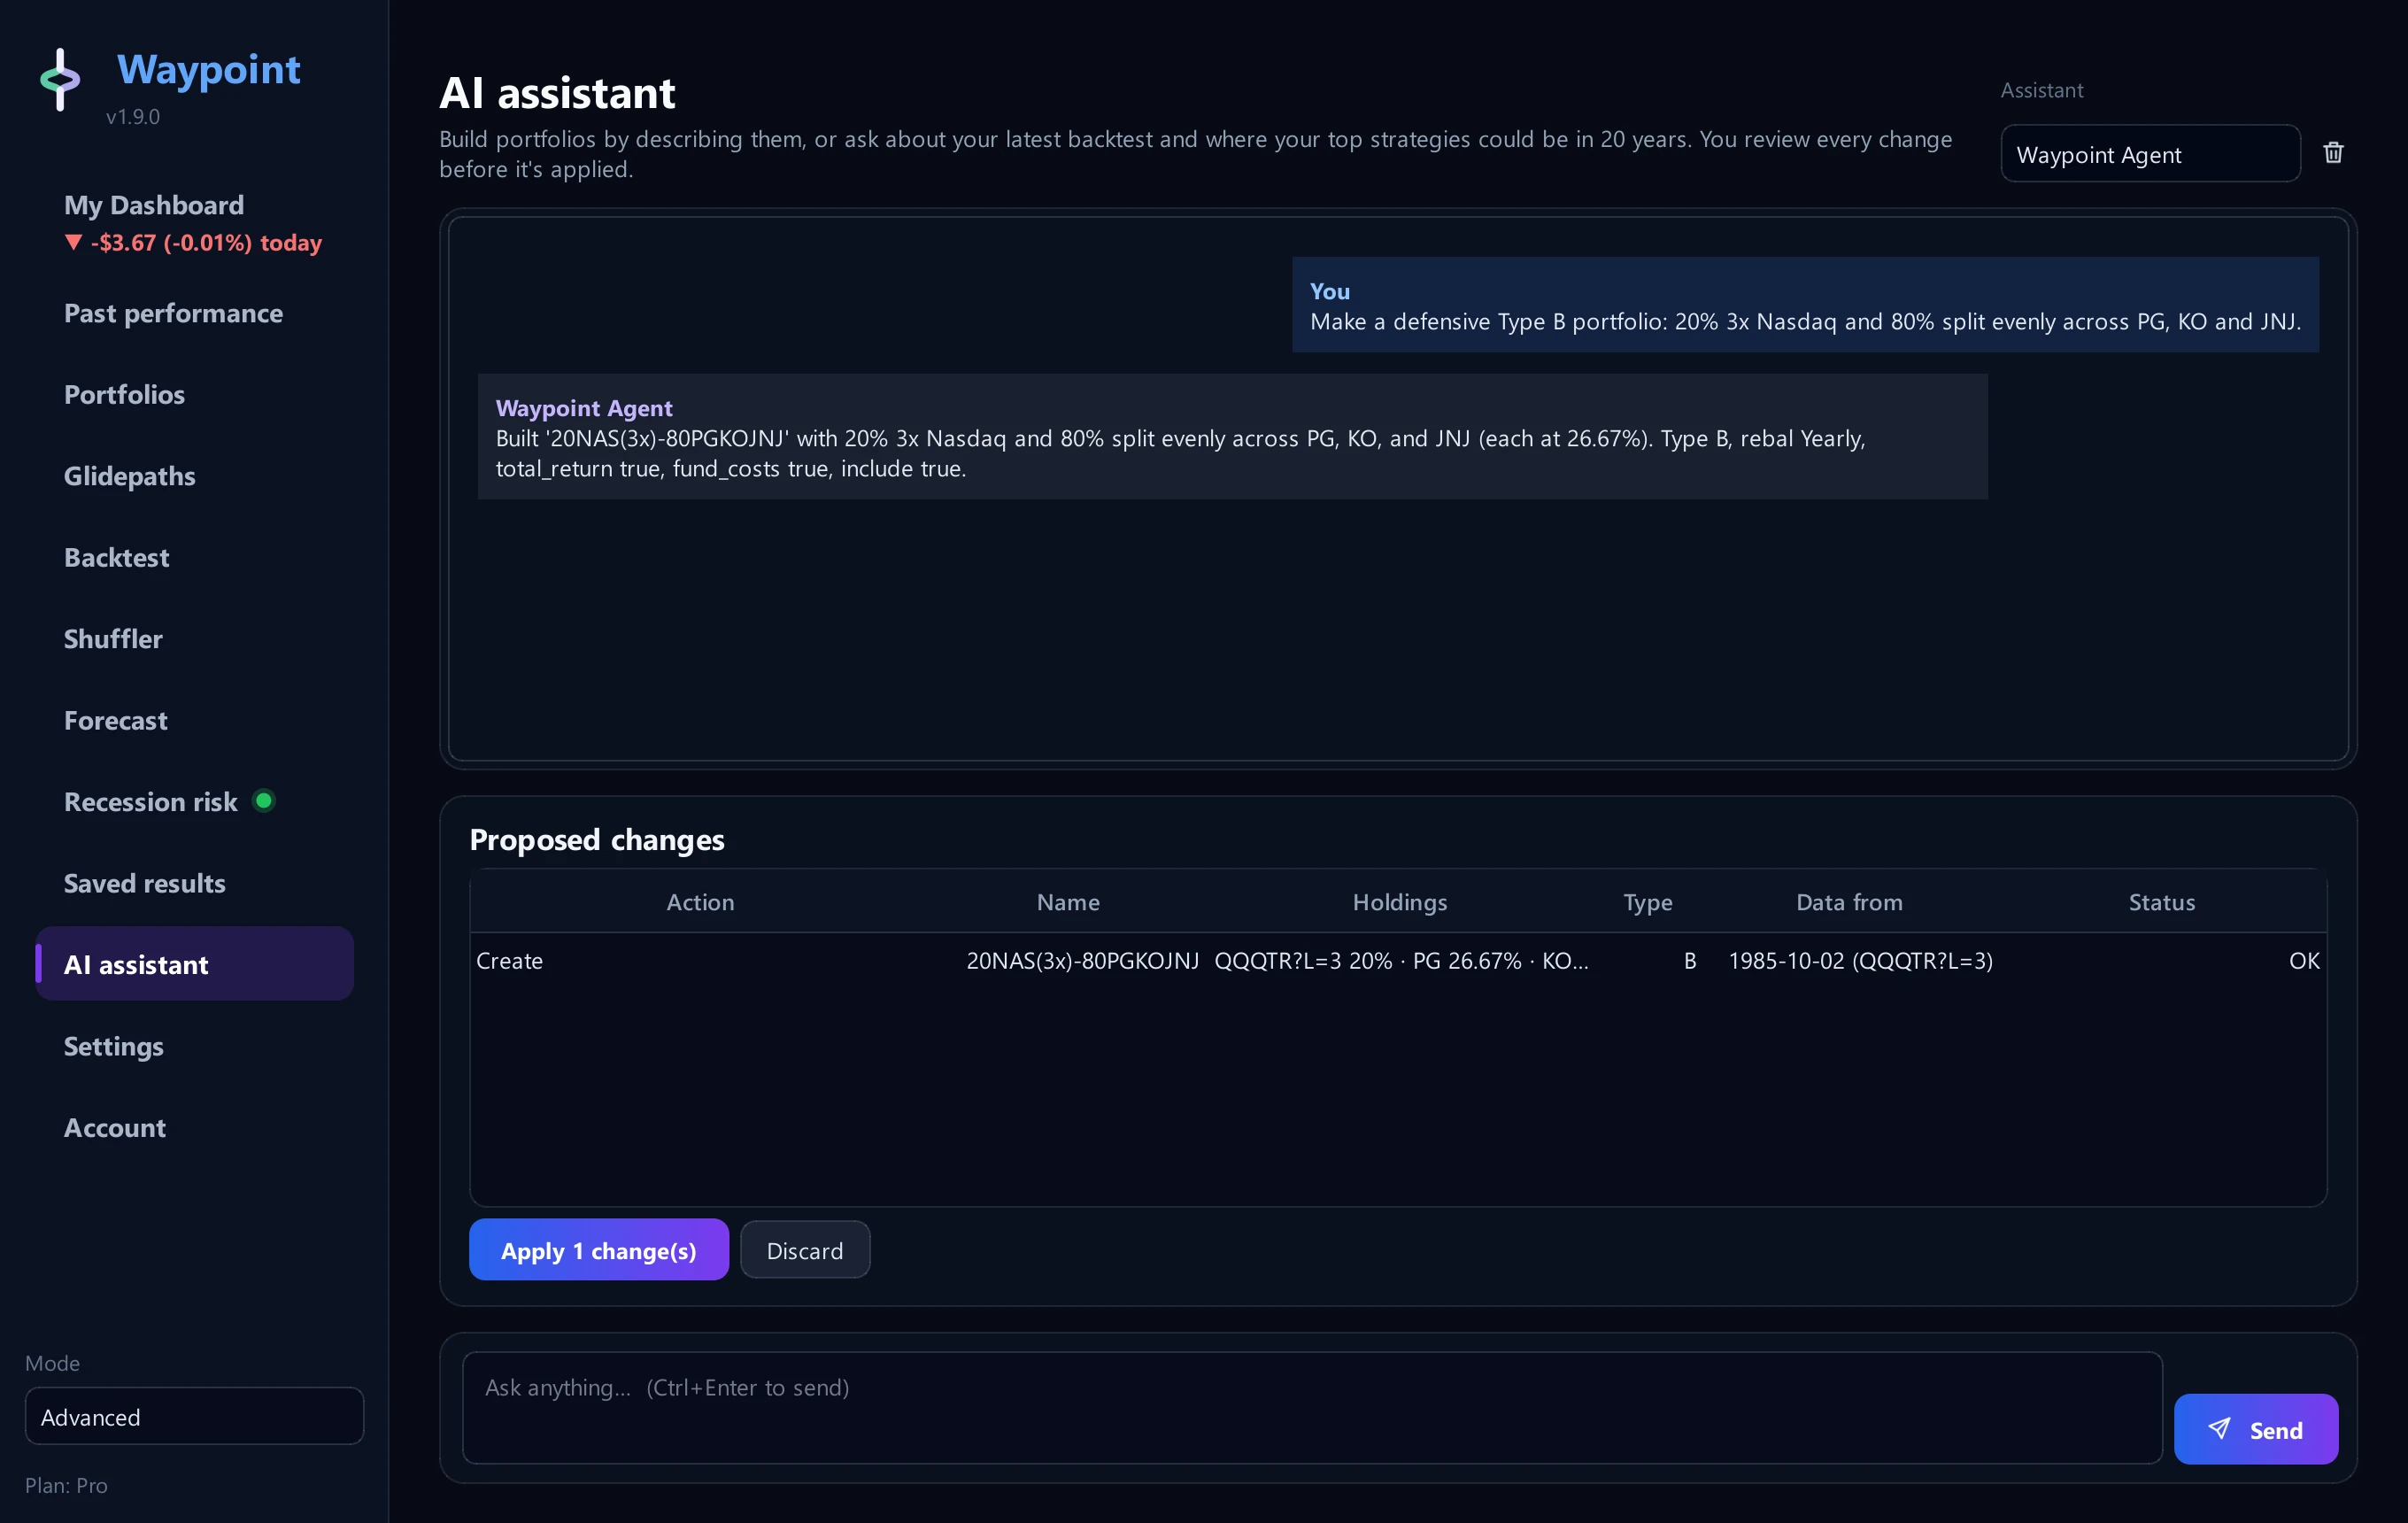 Waypoint
v1.9.0
My Dashboard
▼ -$3.67 (-0.01%) today
Past performance
Portfolios
Glidepaths
Backtest
Shuffler
Forecast
Recession risk
Saved results
AI assistant
Settings
Account
Mode
Advanced
Plan: Pro
AI assistant
Build portfolios by describing them, or ask about your latest backtest and where your top strategies could be in 20 years. You review every change
before it's applied.
Assistant
Waypoint Agent
You
Make a defensive Type B portfolio: 20% 3x Nasdaq and 80% split evenly across PG, KO and JNJ.
Waypoint Agent
Built '20NAS(3x)-80PGKOJNJ' with 20% 3x Nasdaq and 80% split evenly across PG, KO, and JNJ (each at 26.67%). Type B, rebal Yearly,
total_return true, fund_costs true, include true.
Proposed changes
Action Name Holdings Type Data from Status
Create 20NAS(3x)-80PGKOJNJ QQQTR?L=3 20% · PG 26.67% · KO... B 1985-10-02 (QQQTR?L=3) OK
Apply 1 change(s) Discard
Ask anything... (Ctrl+Enter to send)
Send